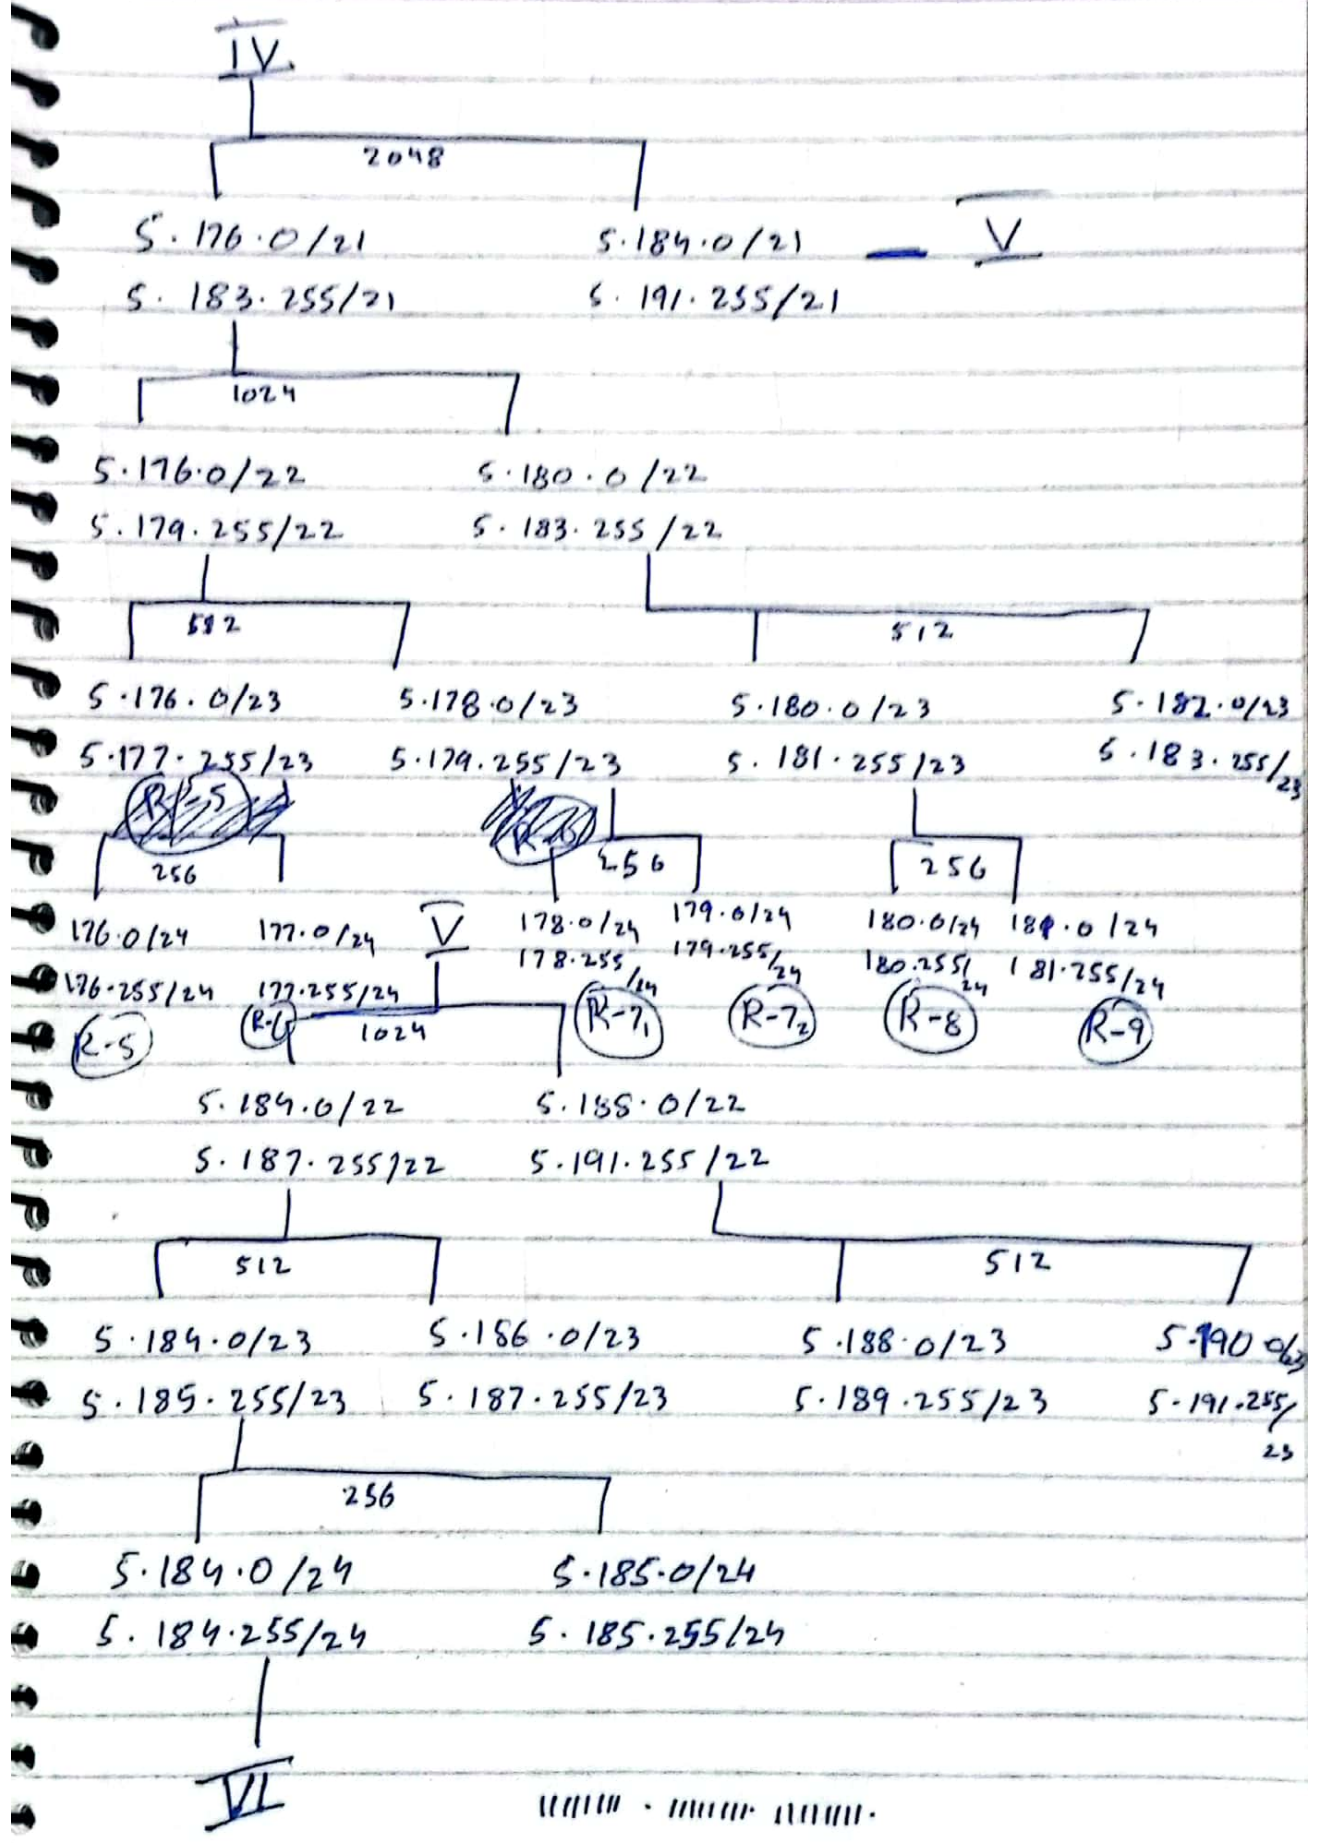 IV
2048
5.176.0/21 5.184.0/21 — V
5.183.255/21 5.191.255/21
1024
5.176.0/22 5.180.0/22
5.179.255/22 5.183.255/22
512 512
5.176.0/23 5.178.0/23 5.180.0/23 5.182.0/23
5.177.255/23 5.179.255/23 5.181.255/23 5.183.255/23
R-5
256 256 256
176.0/24 177.0/24 V 178.0/24 179.0/24 180.0/24 181.0/24
176.255/24 177.255/24 178.255/24 179.255/24 180.255/24 181.255/24
R-5 R-6 1024 R-7₁ R-7₂ R-8 R-9
5.184.0/22 5.188.0/22
5.187.255/22 5.191.255/22
512 512
5.184.0/23 5.186.0/23 5.188.0/23 5.190 0/23
5.185.255/23 5.187.255/23 5.189.255/23 5.191.255/23
256
5.184.0/24 5.185.0/24
5.184.255/24 5.185.255/24
VI